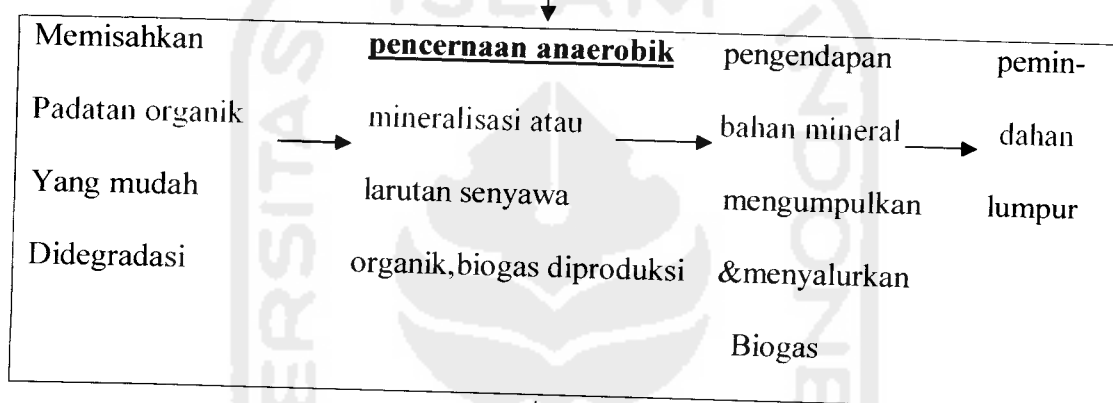 ISLAM
Memisahkan
Padatan organik
Yang mudah
Didegradasi
pencernaan anaerobik
mineralisasi atau
larutan senyawa
organik,biogas diproduksi
pengendapan
bahan mineral
mengumpulkan
&menyalurkan
Biogas
pemin-
dahan
lumpur